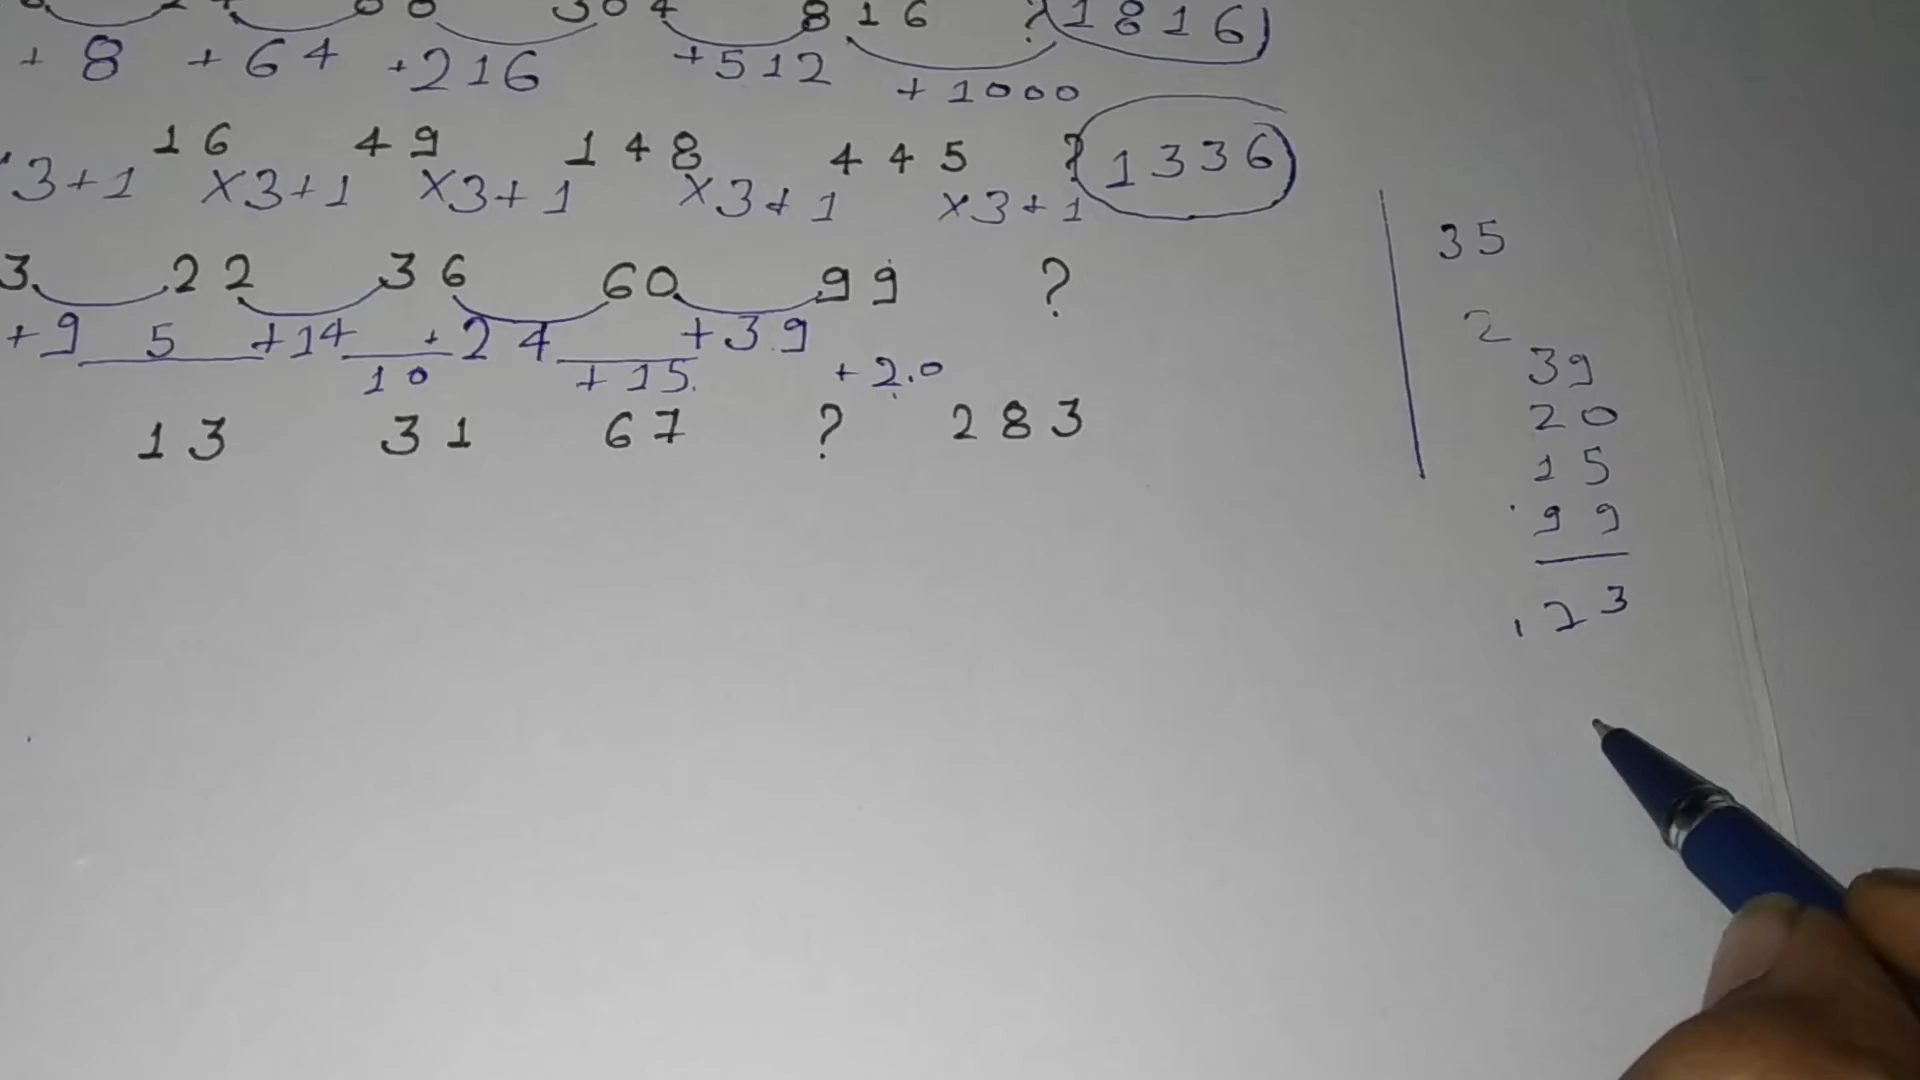 304 816 ? 1816
+ 8 + 64 +216 +512 + 1000
16 49 148 445 ? 1336
3+1 ×3+1 ×3+1 ×3+1 ×3+1
3 22 36 60 99 ?
+9 5 +14 +24 +39
10 +15 +20
13 31 67 ? 283
35
2
39
20
15
99
123